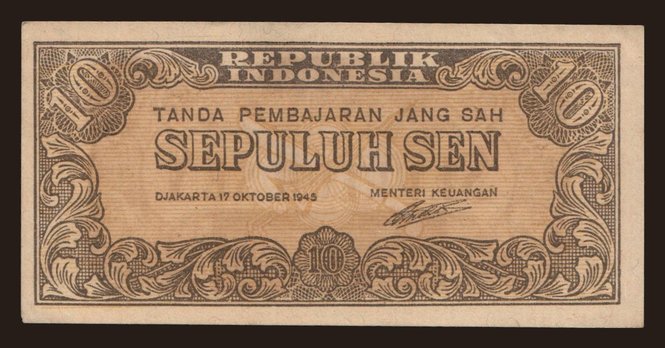 REPUBLIK
INDONESIA
10
10
TANDA PEMBAJARAN JANG SAH
SEPULUH SEN
DJAKARTA 17 OKTOBER 1945
MENTERI KEUANGAN
10